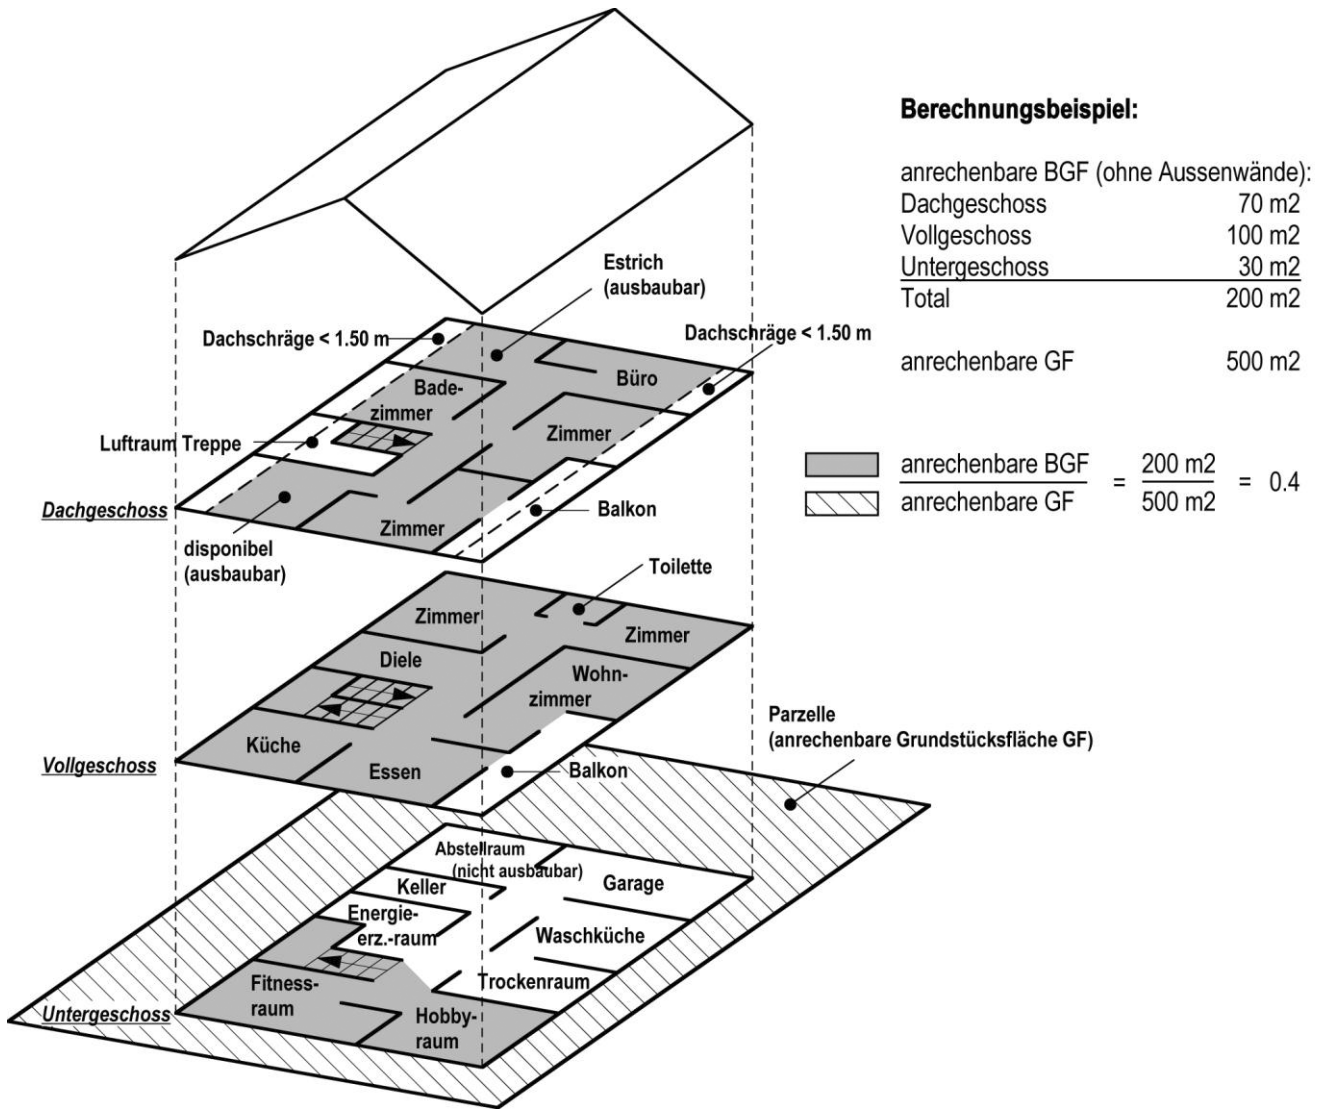 Berechnungsbeispiel:
anrechenbare BGF (ohne Aussenwände):
Dachgeschoss 70 m2
Vollgeschoss 100 m2
Untergeschoss 30 m2
Total 200 m2
anrechenbare GF 500 m2
anrechenbare BGF
anrechenbare GF
=
200 m2
500 m2
= 0.4
Estrich
(ausbaubar)
Dachschräge < 1.50 m
Dachschräge < 1.50 m
Büro
Bade-
zimmer
Luftraum Treppe
Zimmer
Dachgeschoss
Zimmer
Balkon
disponibel
(ausbaubar)
Toilette
Zimmer
Zimmer
Diele
Wohn-
zimmer
Küche
Vollgeschoss
Essen
Balkon
Parzelle
(anrechenbare Grundstücksfläche GF)
Abstellraum
(nicht ausbaubar)
Keller
Garage
Energie-
erz.-raum
Waschküche
Trockenraum
Fitness-
raum
Hobby-
raum
Untergeschoss